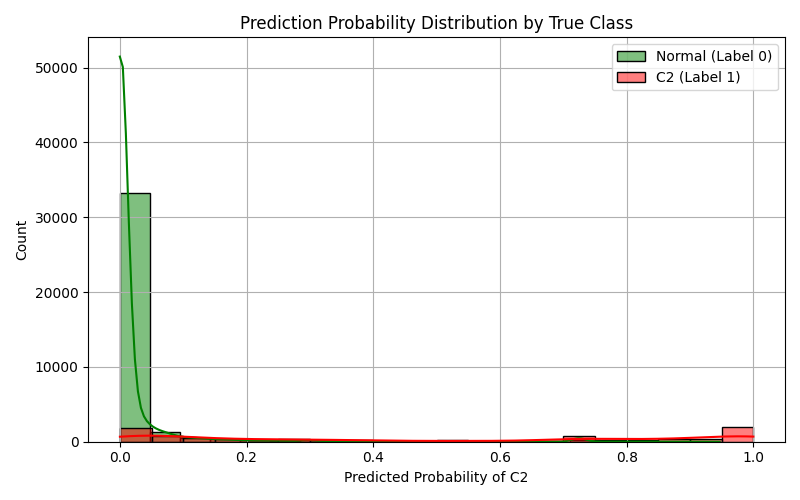 Prediction Probability Distribution by True Class
Normal (Label 0)
C2 (Label 1)
50000
40000
30000
20000
10000
0
Count
0.0 0.2 0.4 0.6 0.8 1.0
Predicted Probability of C2